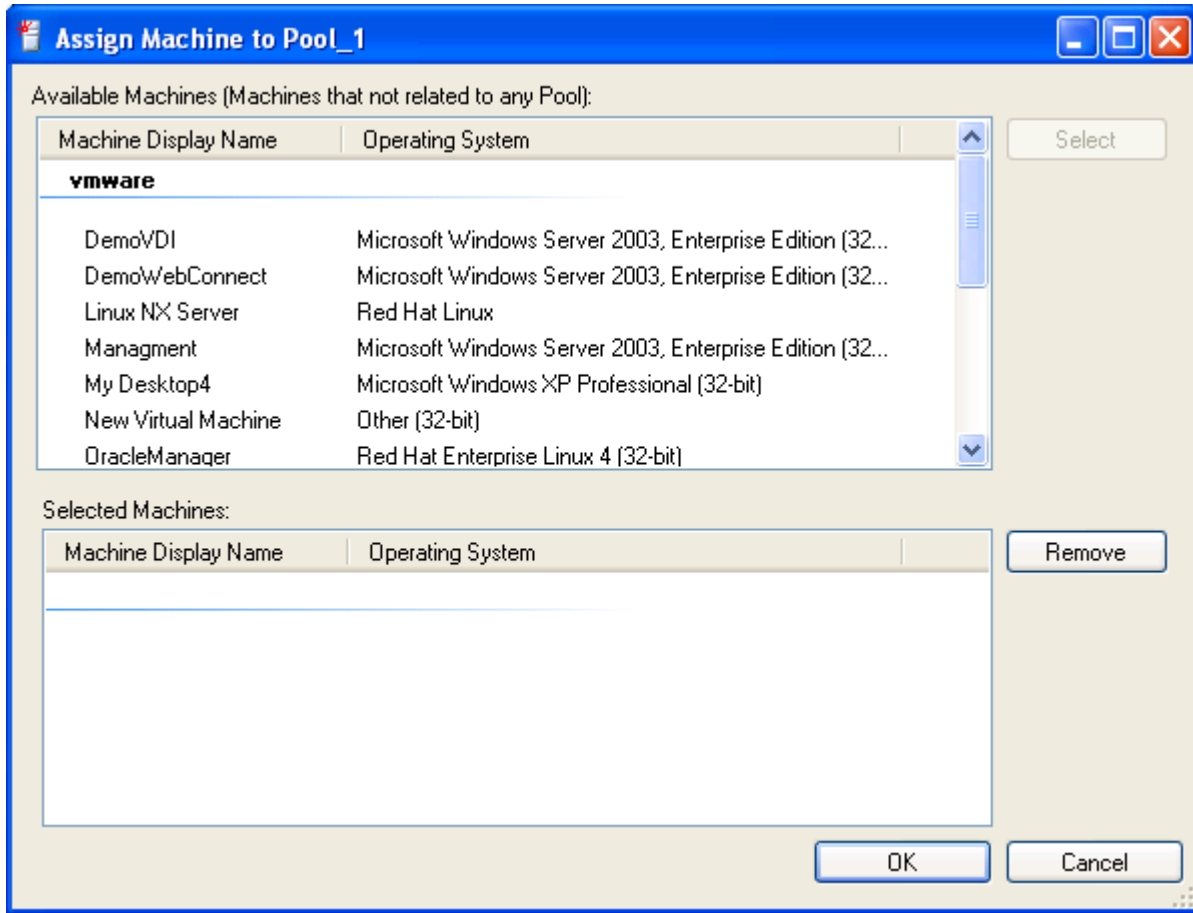 Assign Machine to Pool_1
Available Machines (Machines that not related to any Pool):
Machine Display Name Operating System
Select
vmware
DemoVDI Microsoft Windows Server 2003, Enterprise Edition (32...
DemoWebConnect Microsoft Windows Server 2003, Enterprise Edition (32...
Linux NX Server Red Hat Linux
Managment Microsoft Windows Server 2003, Enterprise Edition (32...
My Desktop4 Microsoft Windows XP Professional (32-bit)
New Virtual Machine Other (32-bit)
OracleManager Red Hat Enterprise Linux 4 (32-bit)
Selected Machines:
Machine Display Name Operating System
Remove
OK Cancel